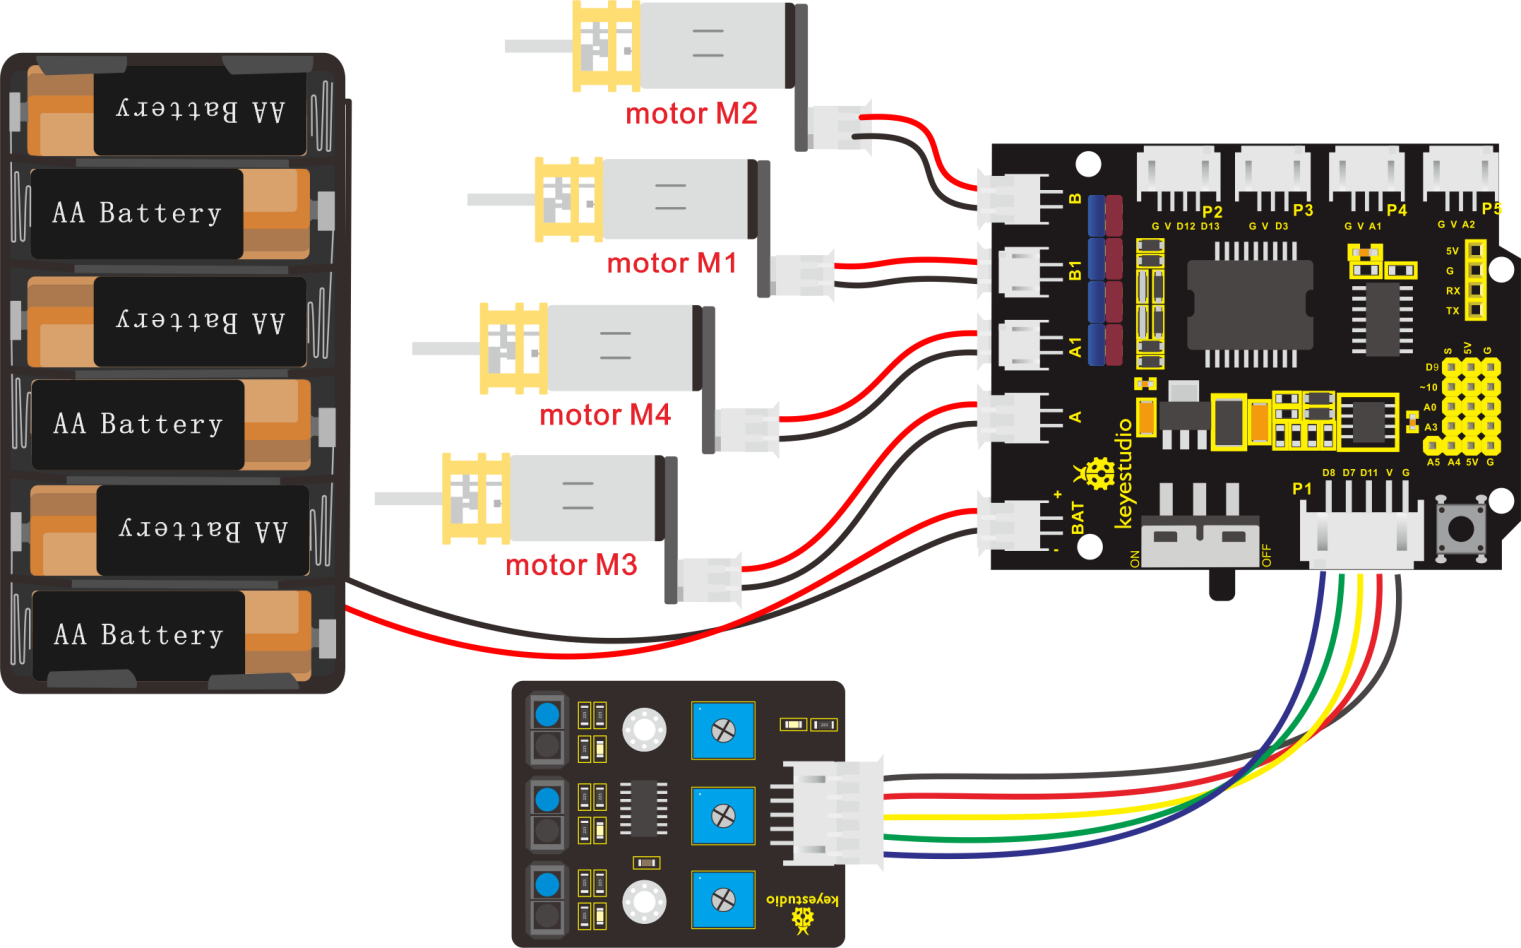 AA Battery
AA Battery
AA Battery
AA Battery
AA Battery
AA Battery
motor M2
motor M1
motor M4
motor M3
B
B1
A1
A
+
BAT
-
P2
G V D12 D13
P3
G V D3
P4
G V A1
P5
G V A2
5V
G
RX
TX
S 5V G
D9
~10
A0
A3
A5 A4 5V G
keyestudio
P1
D8 D7 D11 V G
ON
OFF
keyestudio